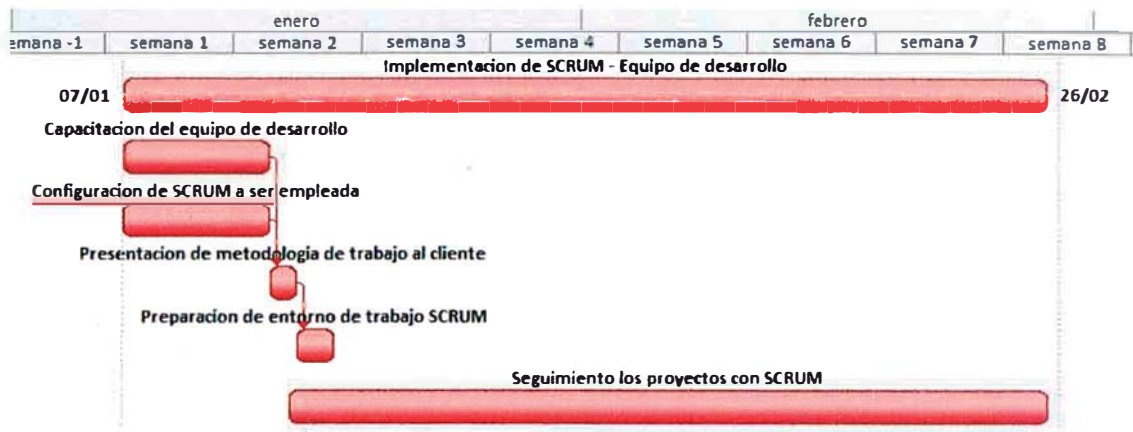 enero febrero
emana -1 semana 1 semana 2 semana 3 semana 4 semana 5 semana 6 semana 7 semana 8
Implementacion de SCRUM - Equipo de desarrollo
07/01 26/02
Capacitacion del equipo de desarrollo
Configuracion de SCRUM a ser empleada
Presentacion de metodologia de trabajo al cliente
Preparacion de entorno de trabajo SCRUM
Seguimiento los proyectos con SCRUM